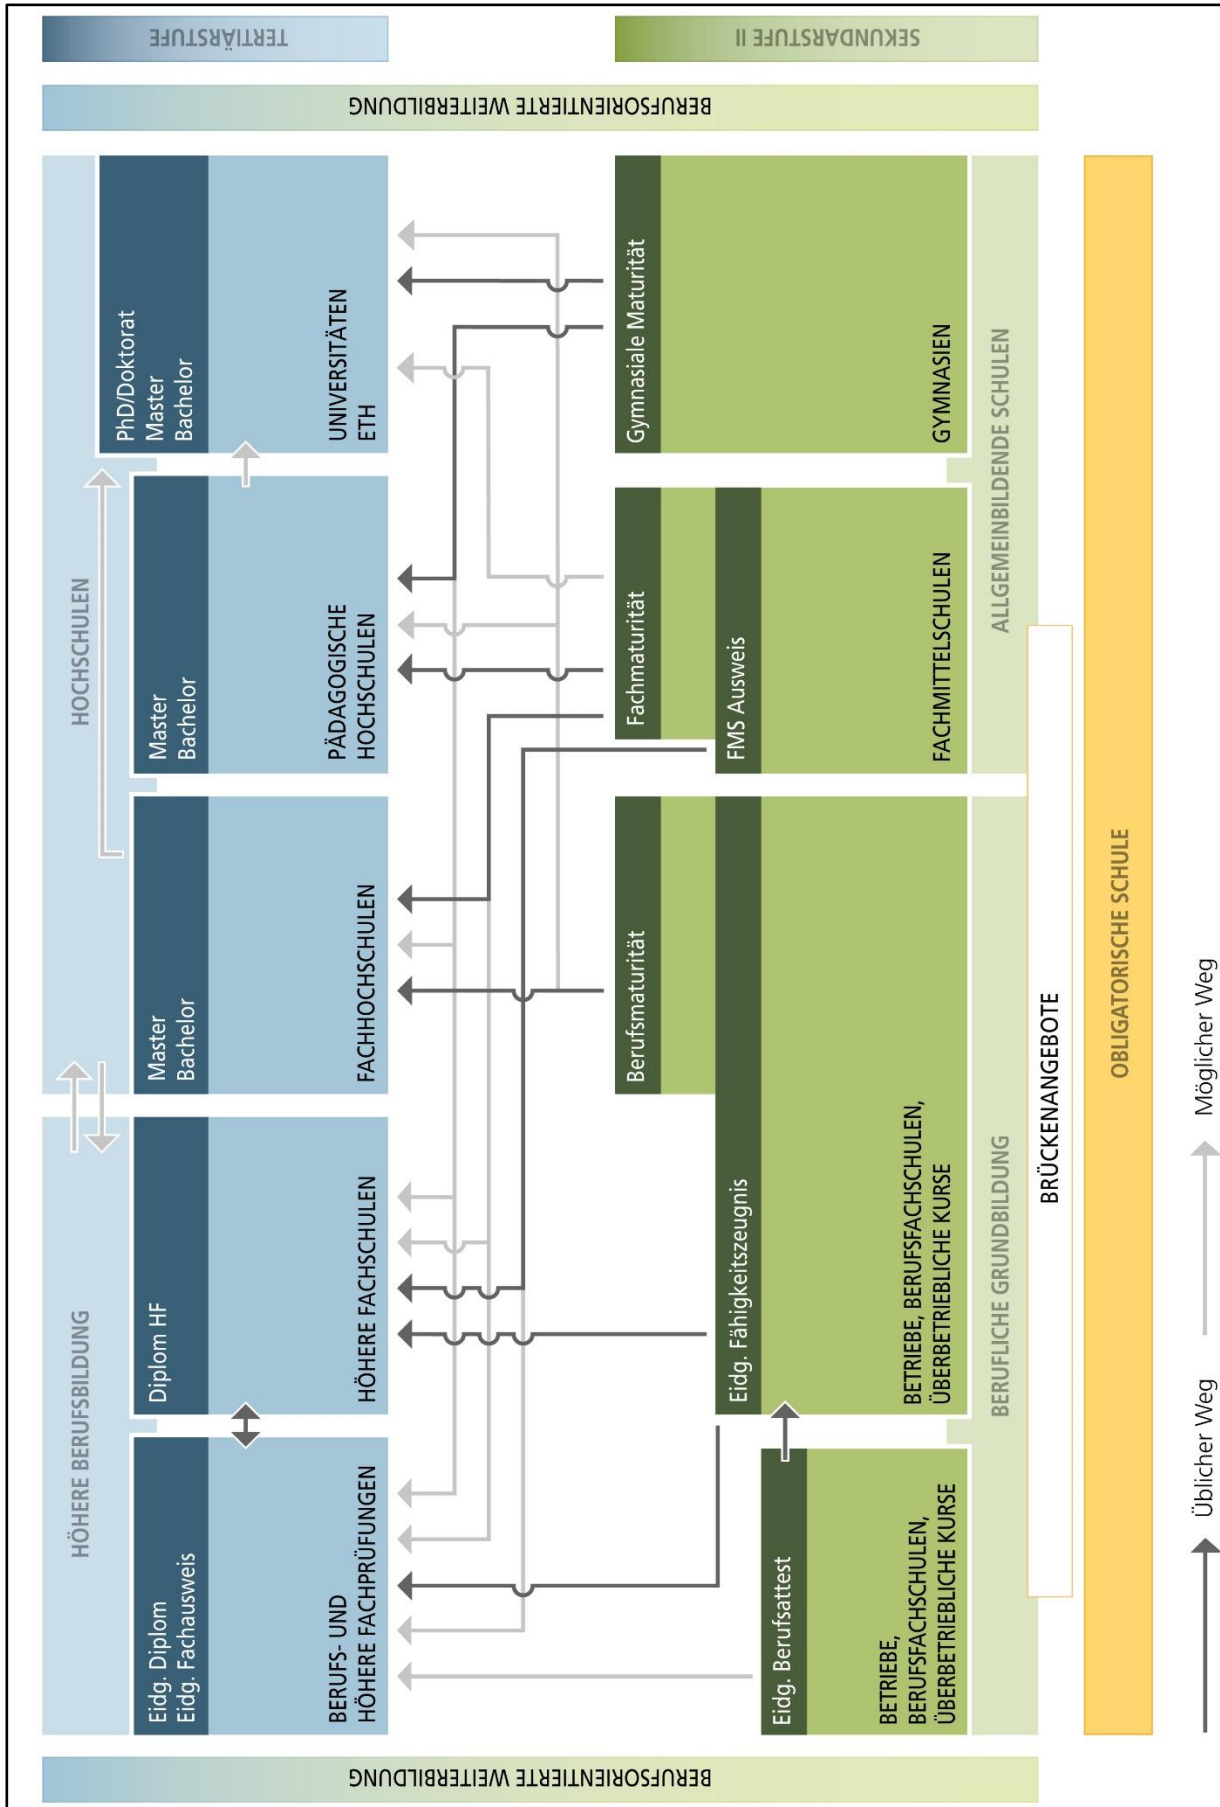 BERUFSORIENTIERTE WEITERBILDUNG
HÖHERE BERUFSBILDUNG
HOCHSCHULEN
BERUFSORIENTIERTE WEITERBILDUNG
TERTIÄRSTUFE
Eidg. Diplom
Eidg. Fachausweis
BERUFS- UND
HÖHERE FACHPRÜFUNGEN
Diplom HF
HÖHERE FACHSCHULEN
Master
Bachelor
FACHHOCHSCHULEN
Master
Bachelor
PÄDAGOGISCHE
HOCHSCHULEN
PhD/Doktorat
Master
Bachelor
UNIVERSITÄTEN
ETH
SEKUNDARSTUFE II
Eidg. Berufsattest
BETRIEBE,
BERUFSFACHSCHULEN,
ÜBERBETRIEBLICHE KURSE
Eidg. Fähigkeitszeugnis
Berufsmaturität
BETRIEBE, BERUFSFACHSCHULEN,
ÜBERBETRIEBLICHE KURSE
Fachmaturität
FMS Ausweis
FACHMITTELSCHULEN
Gymnasiale Maturität
GYMNASIEN
BERUFLICHE GRUNDBILDUNG
ALLGEMEINBILDENDE SCHULEN
BRÜCKENANGEBOTE
OBLIGATORISCHE SCHULE
Üblicher Weg
Möglicher Weg